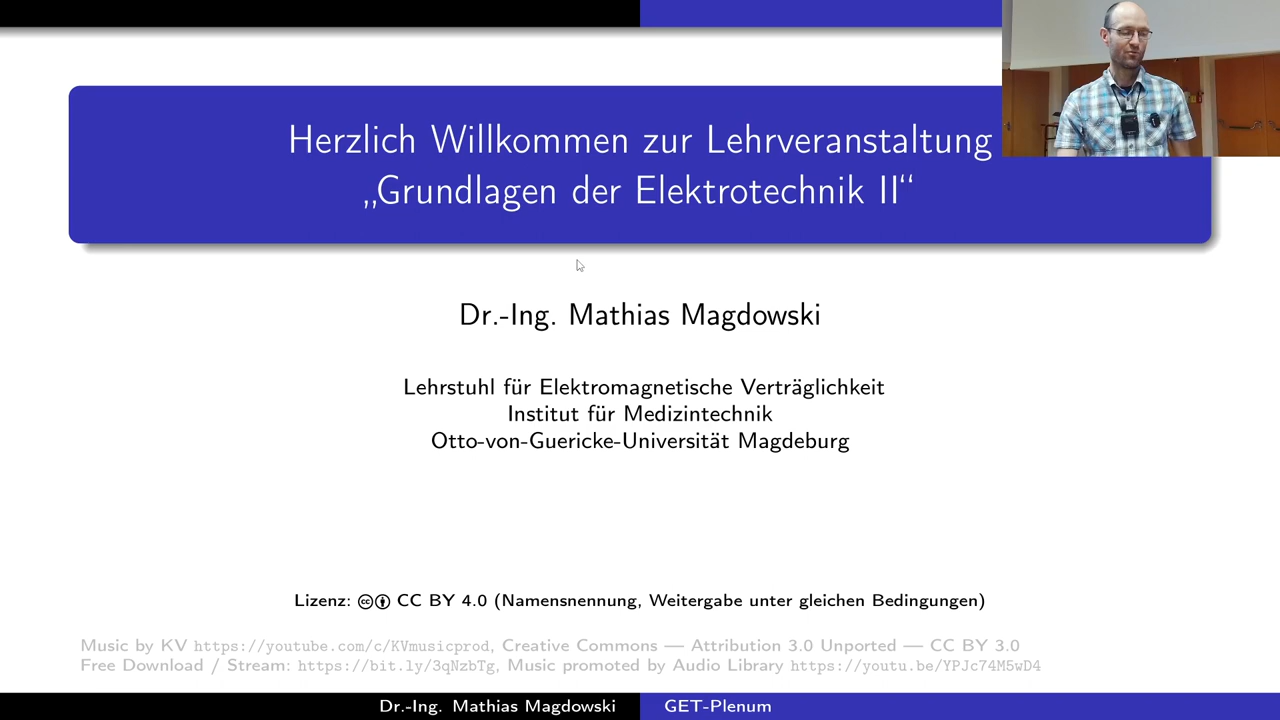 Herzlich Willkommen zur Lehrveranstaltung
„Grundlagen der Elektrotechnik II“
Dr.-Ing. Mathias Magdowski
Lehrstuhl für Elektromagnetische Verträglichkeit
Institut für Medizintechnik
Otto-von-Guericke-Universität Magdeburg
Lizenz: CC BY 4.0 (Namensnennung, Weitergabe unter gleichen Bedingungen)
Music by KV https://youtube.com/c/KVmusicprod, Creative Commons — Attribution 3.0 Unported — CC BY 3.0
Free Download / Stream: https://bit.ly/3qNzbTg, Music promoted by Audio Library https://youtu.be/YPJc74M5wD4
Dr.-Ing. Mathias Magdowski GET-Plenum